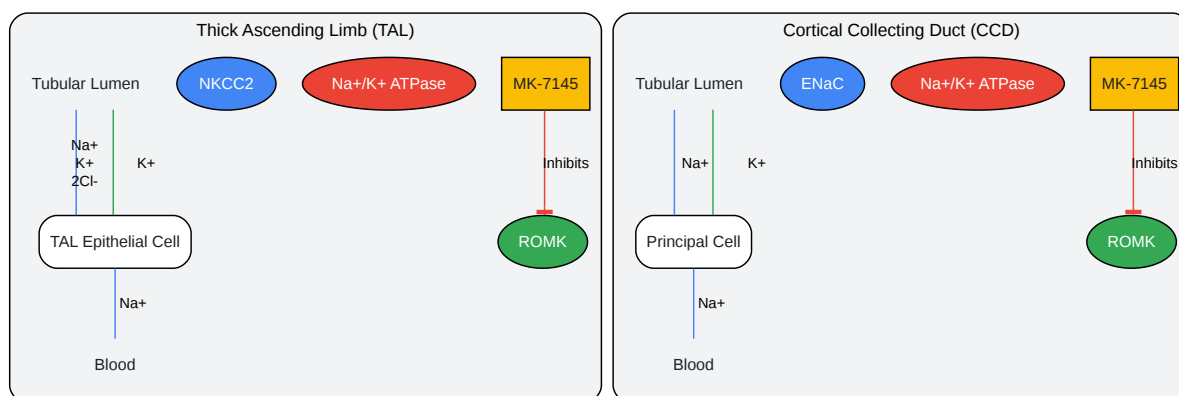 Thick Ascending Limb (TAL)
Tubular Lumen
NKCC2
Na+/K+ ATPase
MK-7145
Na+
K+
2Cl-
K+
Inhibits
TAL Epithelial Cell
ROMK
Na+
Blood
Cortical Collecting Duct (CCD)
Tubular Lumen
ENaC
Na+/K+ ATPase
MK-7145
Na+
K+
Inhibits
Principal Cell
ROMK
Na+
Blood